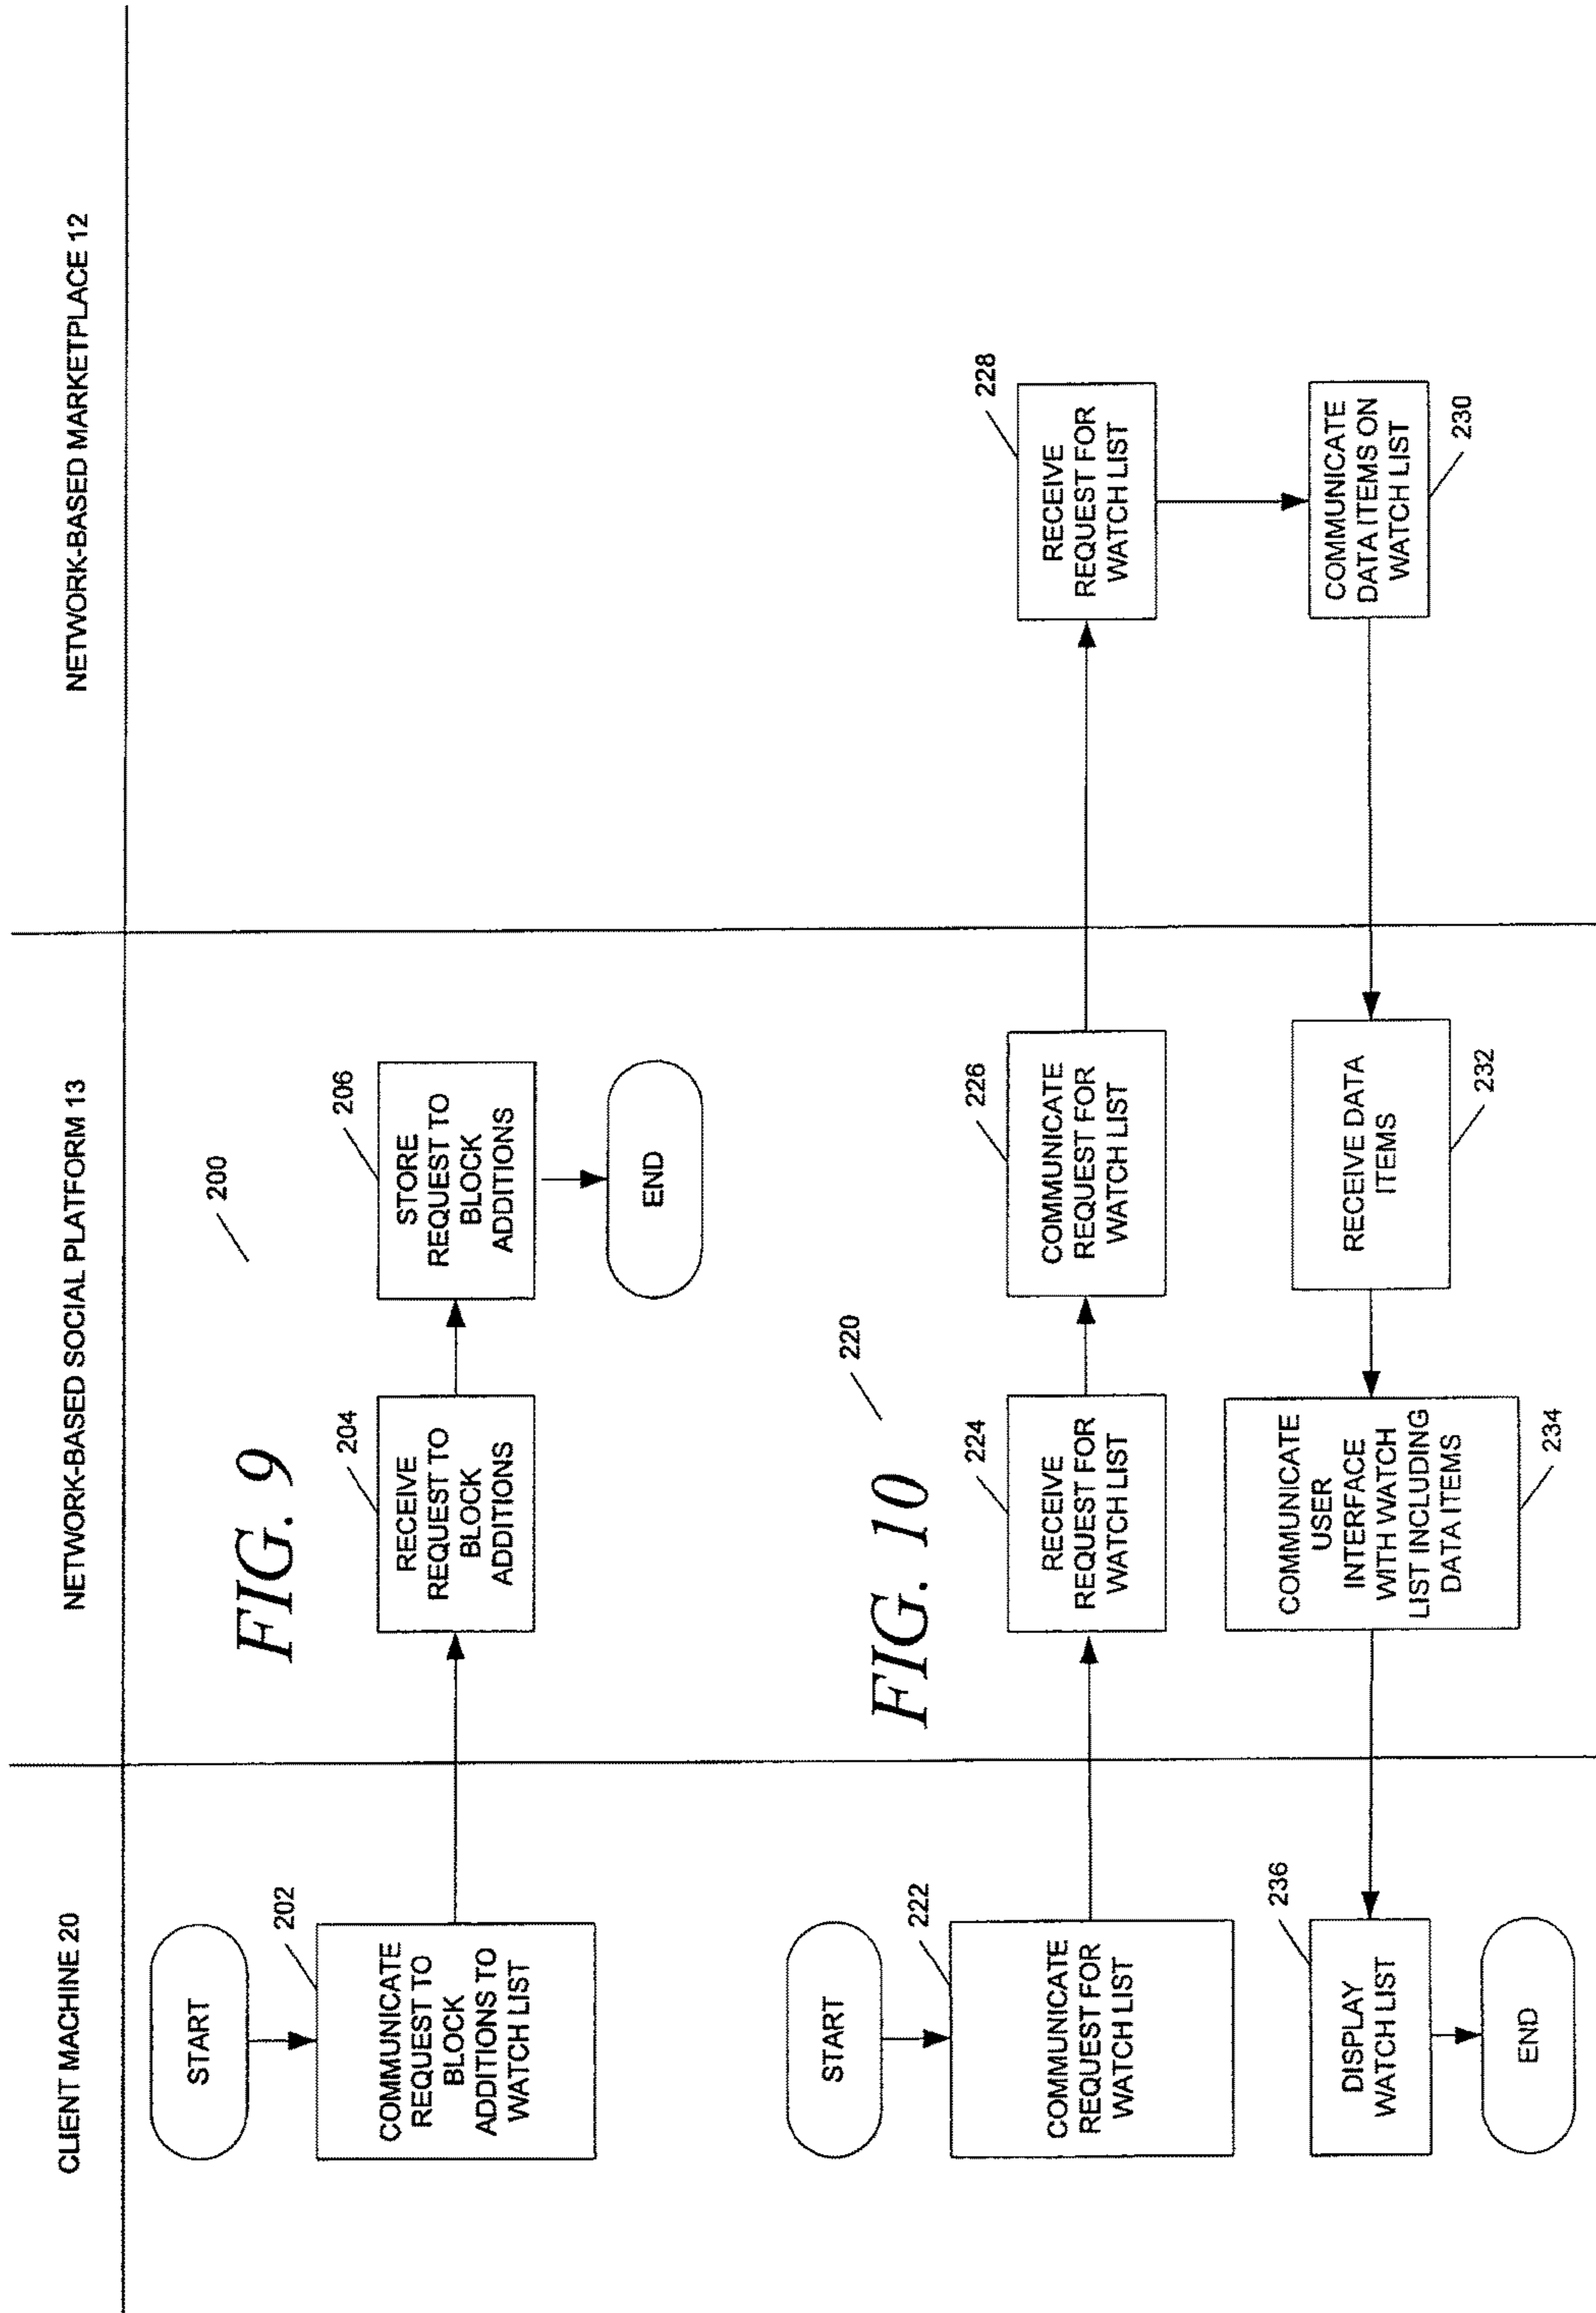 CLIENT MACHINE 20
NETWORK-BASED SOCIAL PLATFORM 13
NETWORK-BASED MARKETPLACE 12
FIG. 9
200
START
202
COMMUNICATE
REQUEST TO
BLOCK
ADDITIONS TO
WATCH LIST
204
RECEIVE
REQUEST TO
BLOCK
ADDITIONS
206
STORE
REQUEST TO
BLOCK
ADDITIONS
END
FIG. 10
220
START
222
COMMUNICATE
REQUEST FOR
WATCH LIST
224
RECEIVE
REQUEST FOR
WATCH LIST
226
COMMUNICATE
REQUEST FOR
WATCH LIST
228
RECEIVE
REQUEST FOR
WATCH LIST
COMMUNICATE
DATA ITEMS ON
WATCH LIST
230
RECEIVE DATA
ITEMS
232
COMMUNICATE
USER
INTERFACE
WITH WATCH
LIST INCLUDING
DATA ITEMS
234
236
DISPLAY
WATCH LIST
END